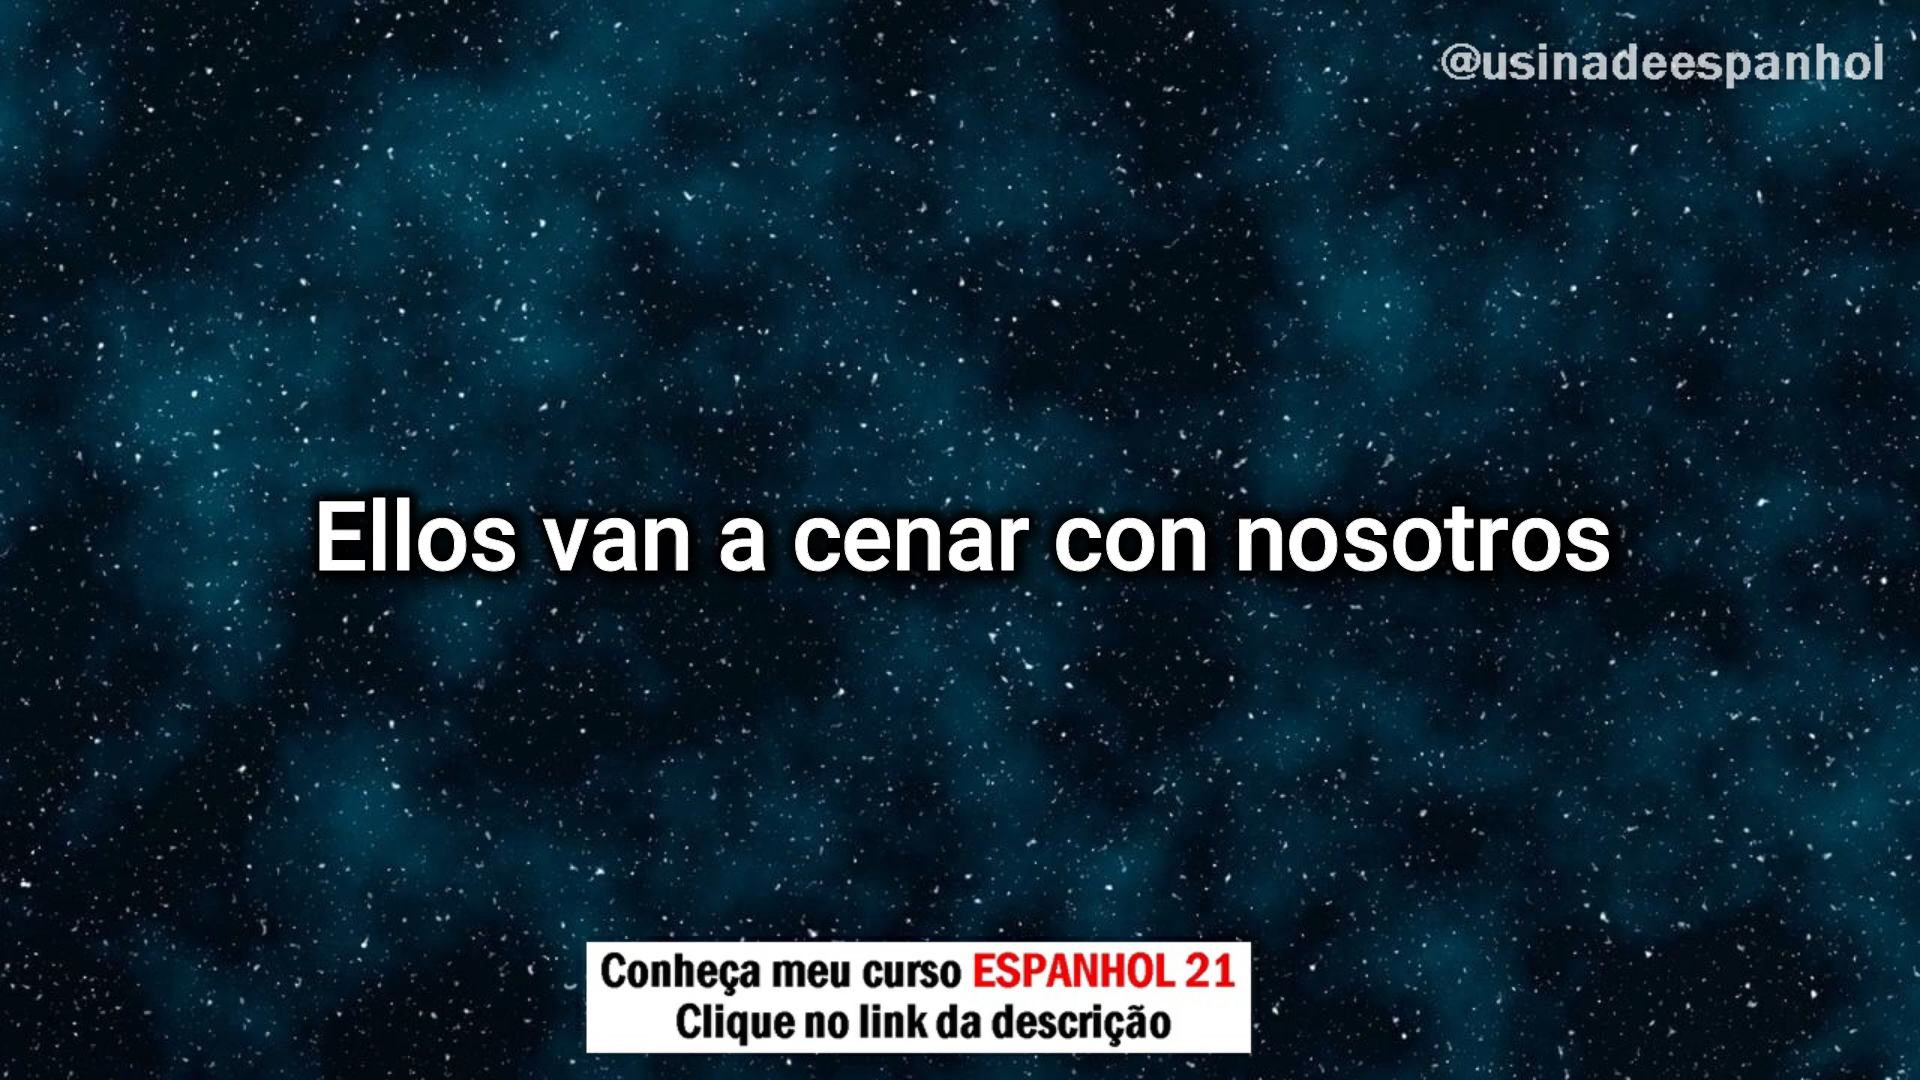 @usinadeespanhol
Ellos van a cenar con nosotros
Conheça meu curso ESPANHOL 21
Clique no link da descrição